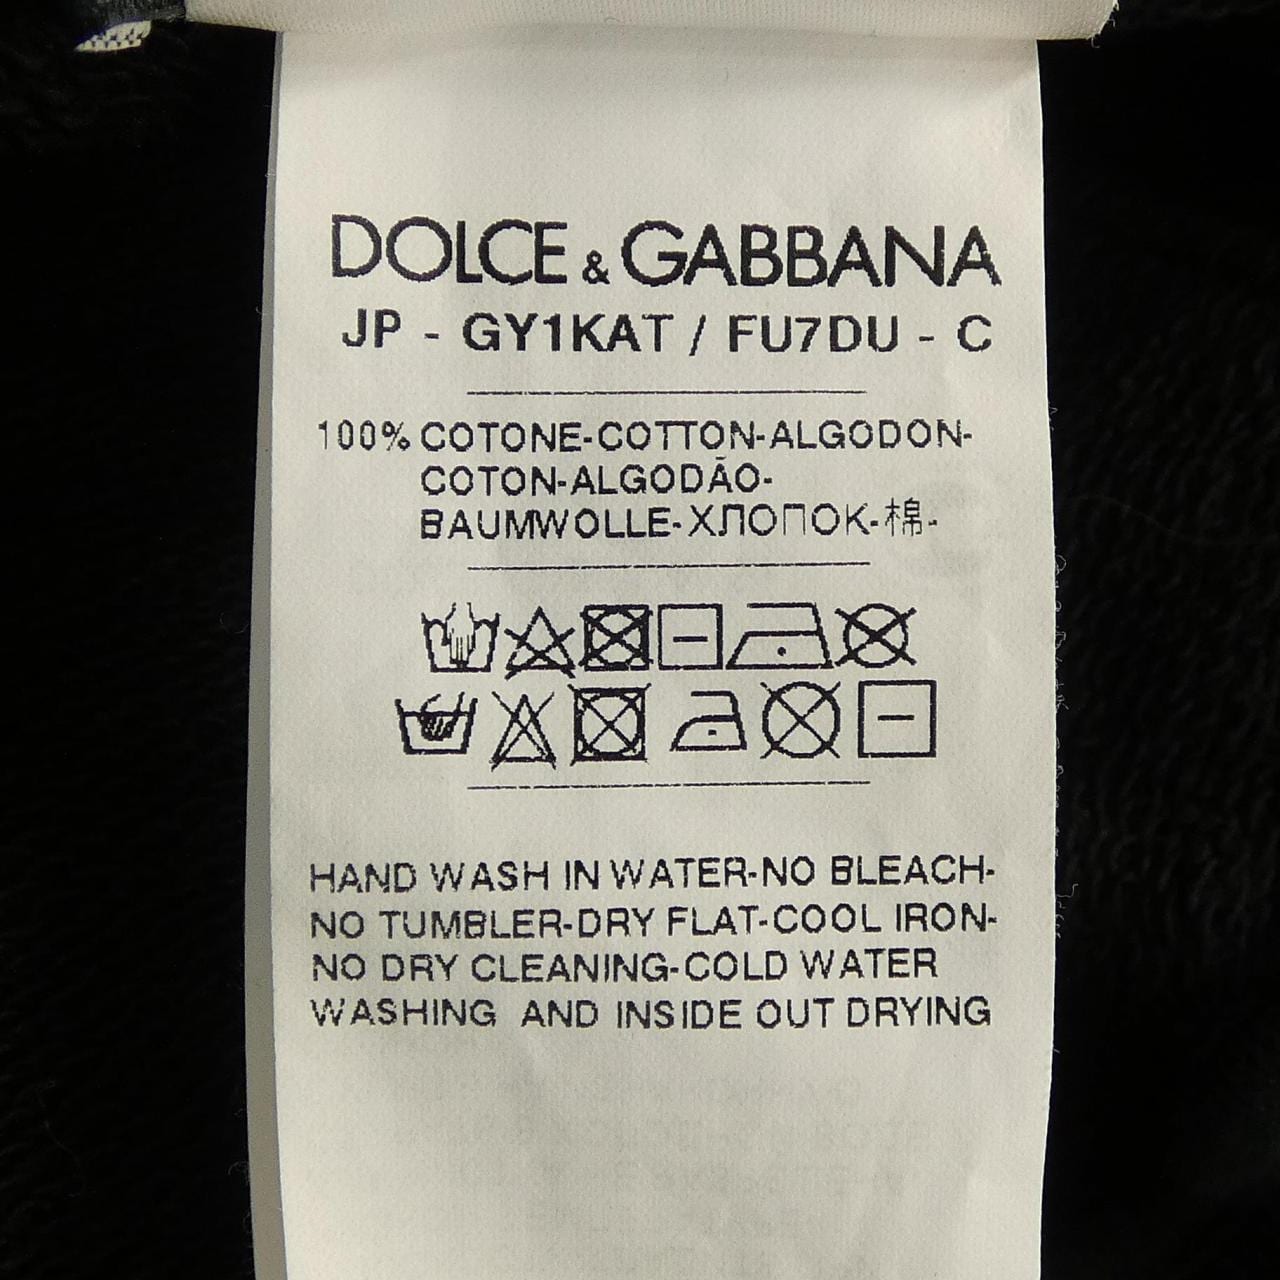 DOLCE & GABBANA
JP - GY1KAT / FU7DU - C
100% COTONE-COTTON-ALGODON-
COTON-ALGODÃO-
BAUMWOLLE-ХЛОПОК-棉-
HAND WASH IN WATER-NO BLEACH-
NO TUMBLER-DRY FLAT-COOL IRON-
NO DRY CLEANING-COLD WATER
WASHING AND INSIDE OUT DRYING